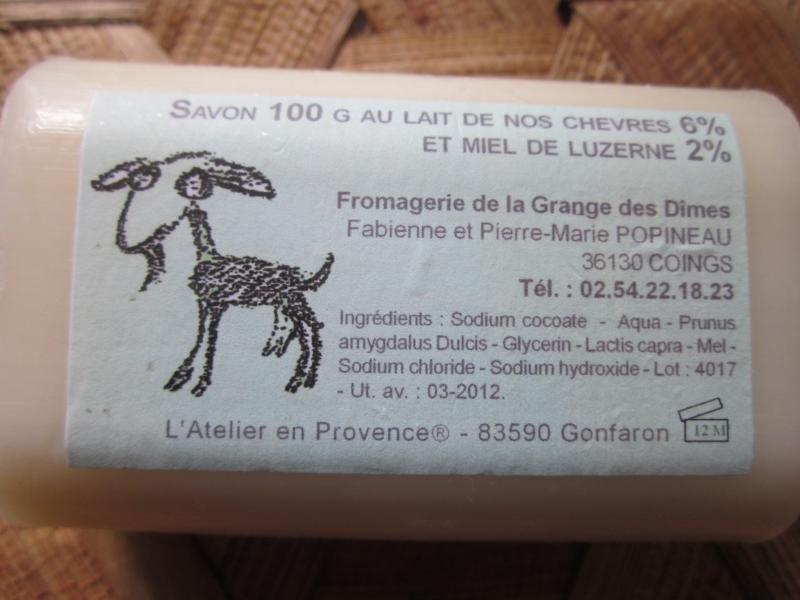 SAVON 100 G AU LAIT DE NOS CHEVRES 6%
ET MIEL DE LUZERNE 2%
Fromagerie de la Grange des Dîmes
Fabienne et Pierre-Marie POPINEAU
36130 COINGS
Tél. : 02.54.22.18.23
Ingrédients : Sodium cocoate - Aqua - Prunus
amygdalus Dulcis - Glycerin - Lactis capra - Mel -
Sodium chloride - Sodium hydroxide - Lot : 4017
- Ut. av. : 03-2012.
L'Atelier en Provence® - 83590 Gonfaron
12 M